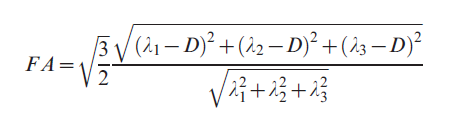 FA = √(3/2) √((λ₁ − D)² + (λ₂ − D)² + (λ₃ − D)²) / √(λ₁² + λ₂² + λ₃²)